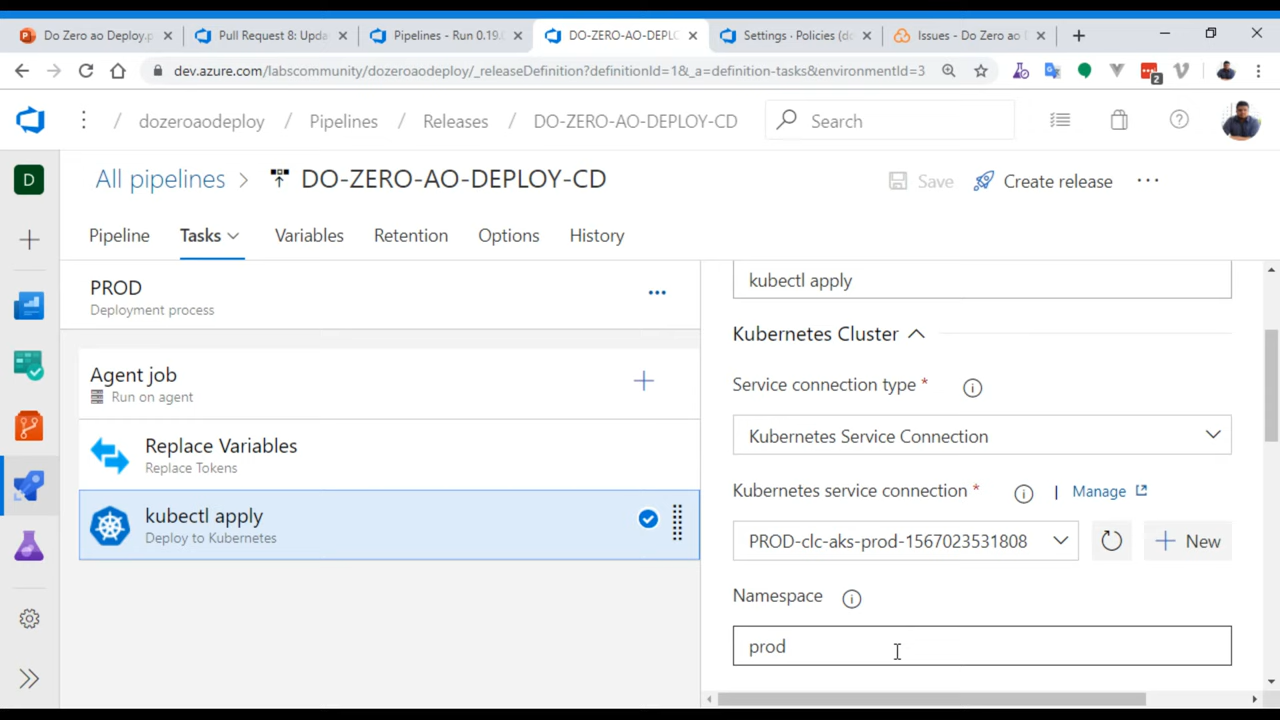 Do Zero ao Deploy.p
Pull Request 8: Upda
Pipelines - Run 0.19.
DO-ZERO-AO-DEPLO
Settings · Policies (do
Issues - Do Zero ao
dev.azure.com/labscommunity/dozeroaodeploy/_releaseDefinition?definitionId=1&_a=definition-tasks&environmentId=3
2
/ dozeroaodeploy / Pipelines / Releases / DO-ZERO-AO-DEPLOY-CD
Search
D
All pipelines > DO-ZERO-AO-DEPLOY-CD
Save
Create release
Pipeline
Tasks
Variables
Retention
Options
History
PROD
Deployment process
Agent job
Run on agent
Replace Variables
Replace Tokens
kubectl apply
Deploy to Kubernetes
kubectl apply
Kubernetes Cluster
Service connection type *
Kubernetes Service Connection
Kubernetes service connection * | Manage
PROD-clc-aks-prod-1567023531808
New
Namespace
prod